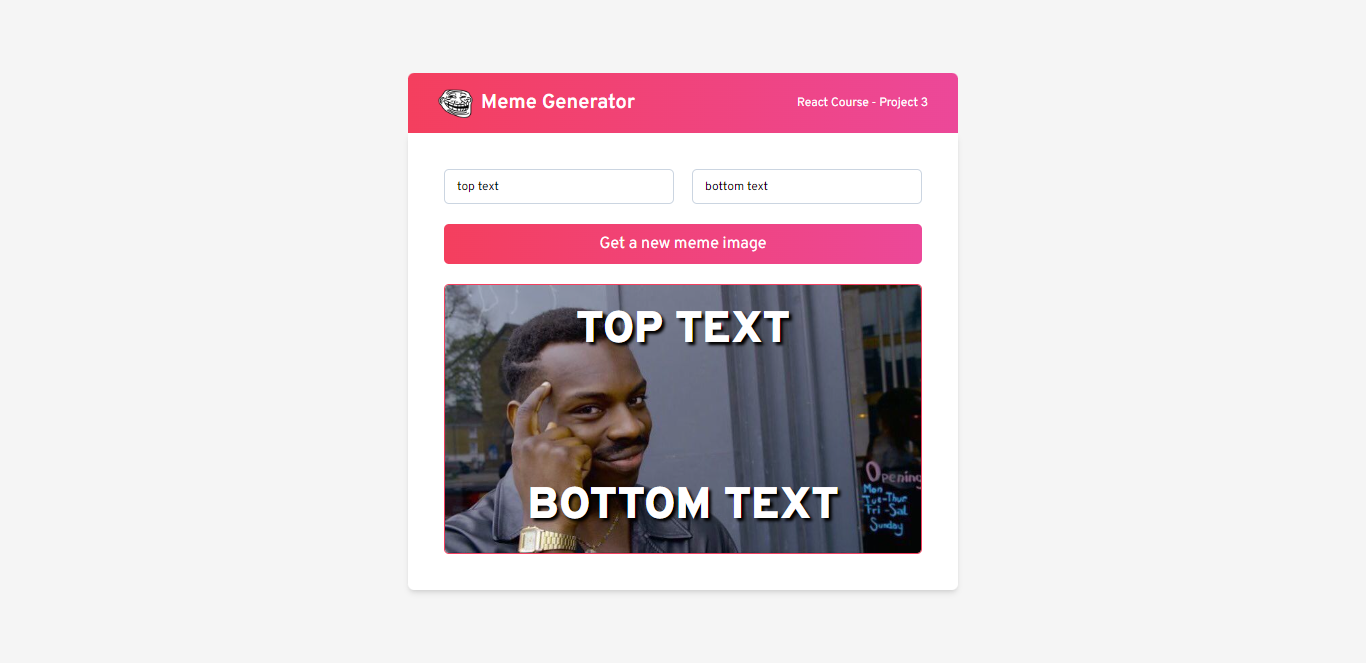 Meme Generator
React Course - Project 3
top text
bottom text
Get a new meme image
TOP TEXT
BOTTOM TEXT
Opening
Mon
Tue-Thur
Fri - Sat
Sunday